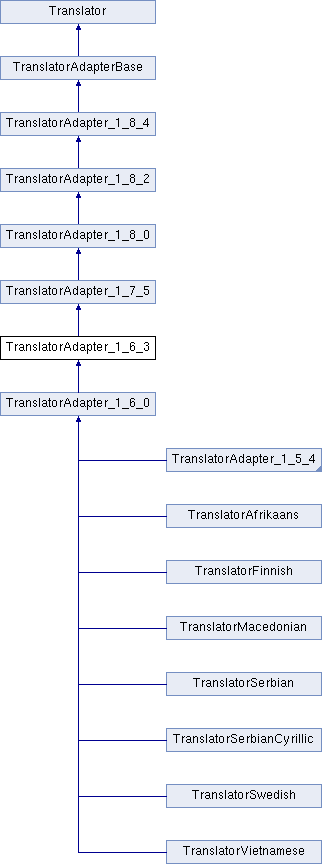 Translator
TranslatorAdapterBase
TranslatorAdapter_1_8_4
TranslatorAdapter_1_8_2
TranslatorAdapter_1_8_0
TranslatorAdapter_1_7_5
TranslatorAdapter_1_6_3
TranslatorAdapter_1_6_0
TranslatorAdapter_1_5_4
TranslatorAfrikaans
TranslatorFinnish
TranslatorMacedonian
TranslatorSerbian
TranslatorSerbianCyrillic
TranslatorSwedish
TranslatorVietnamese